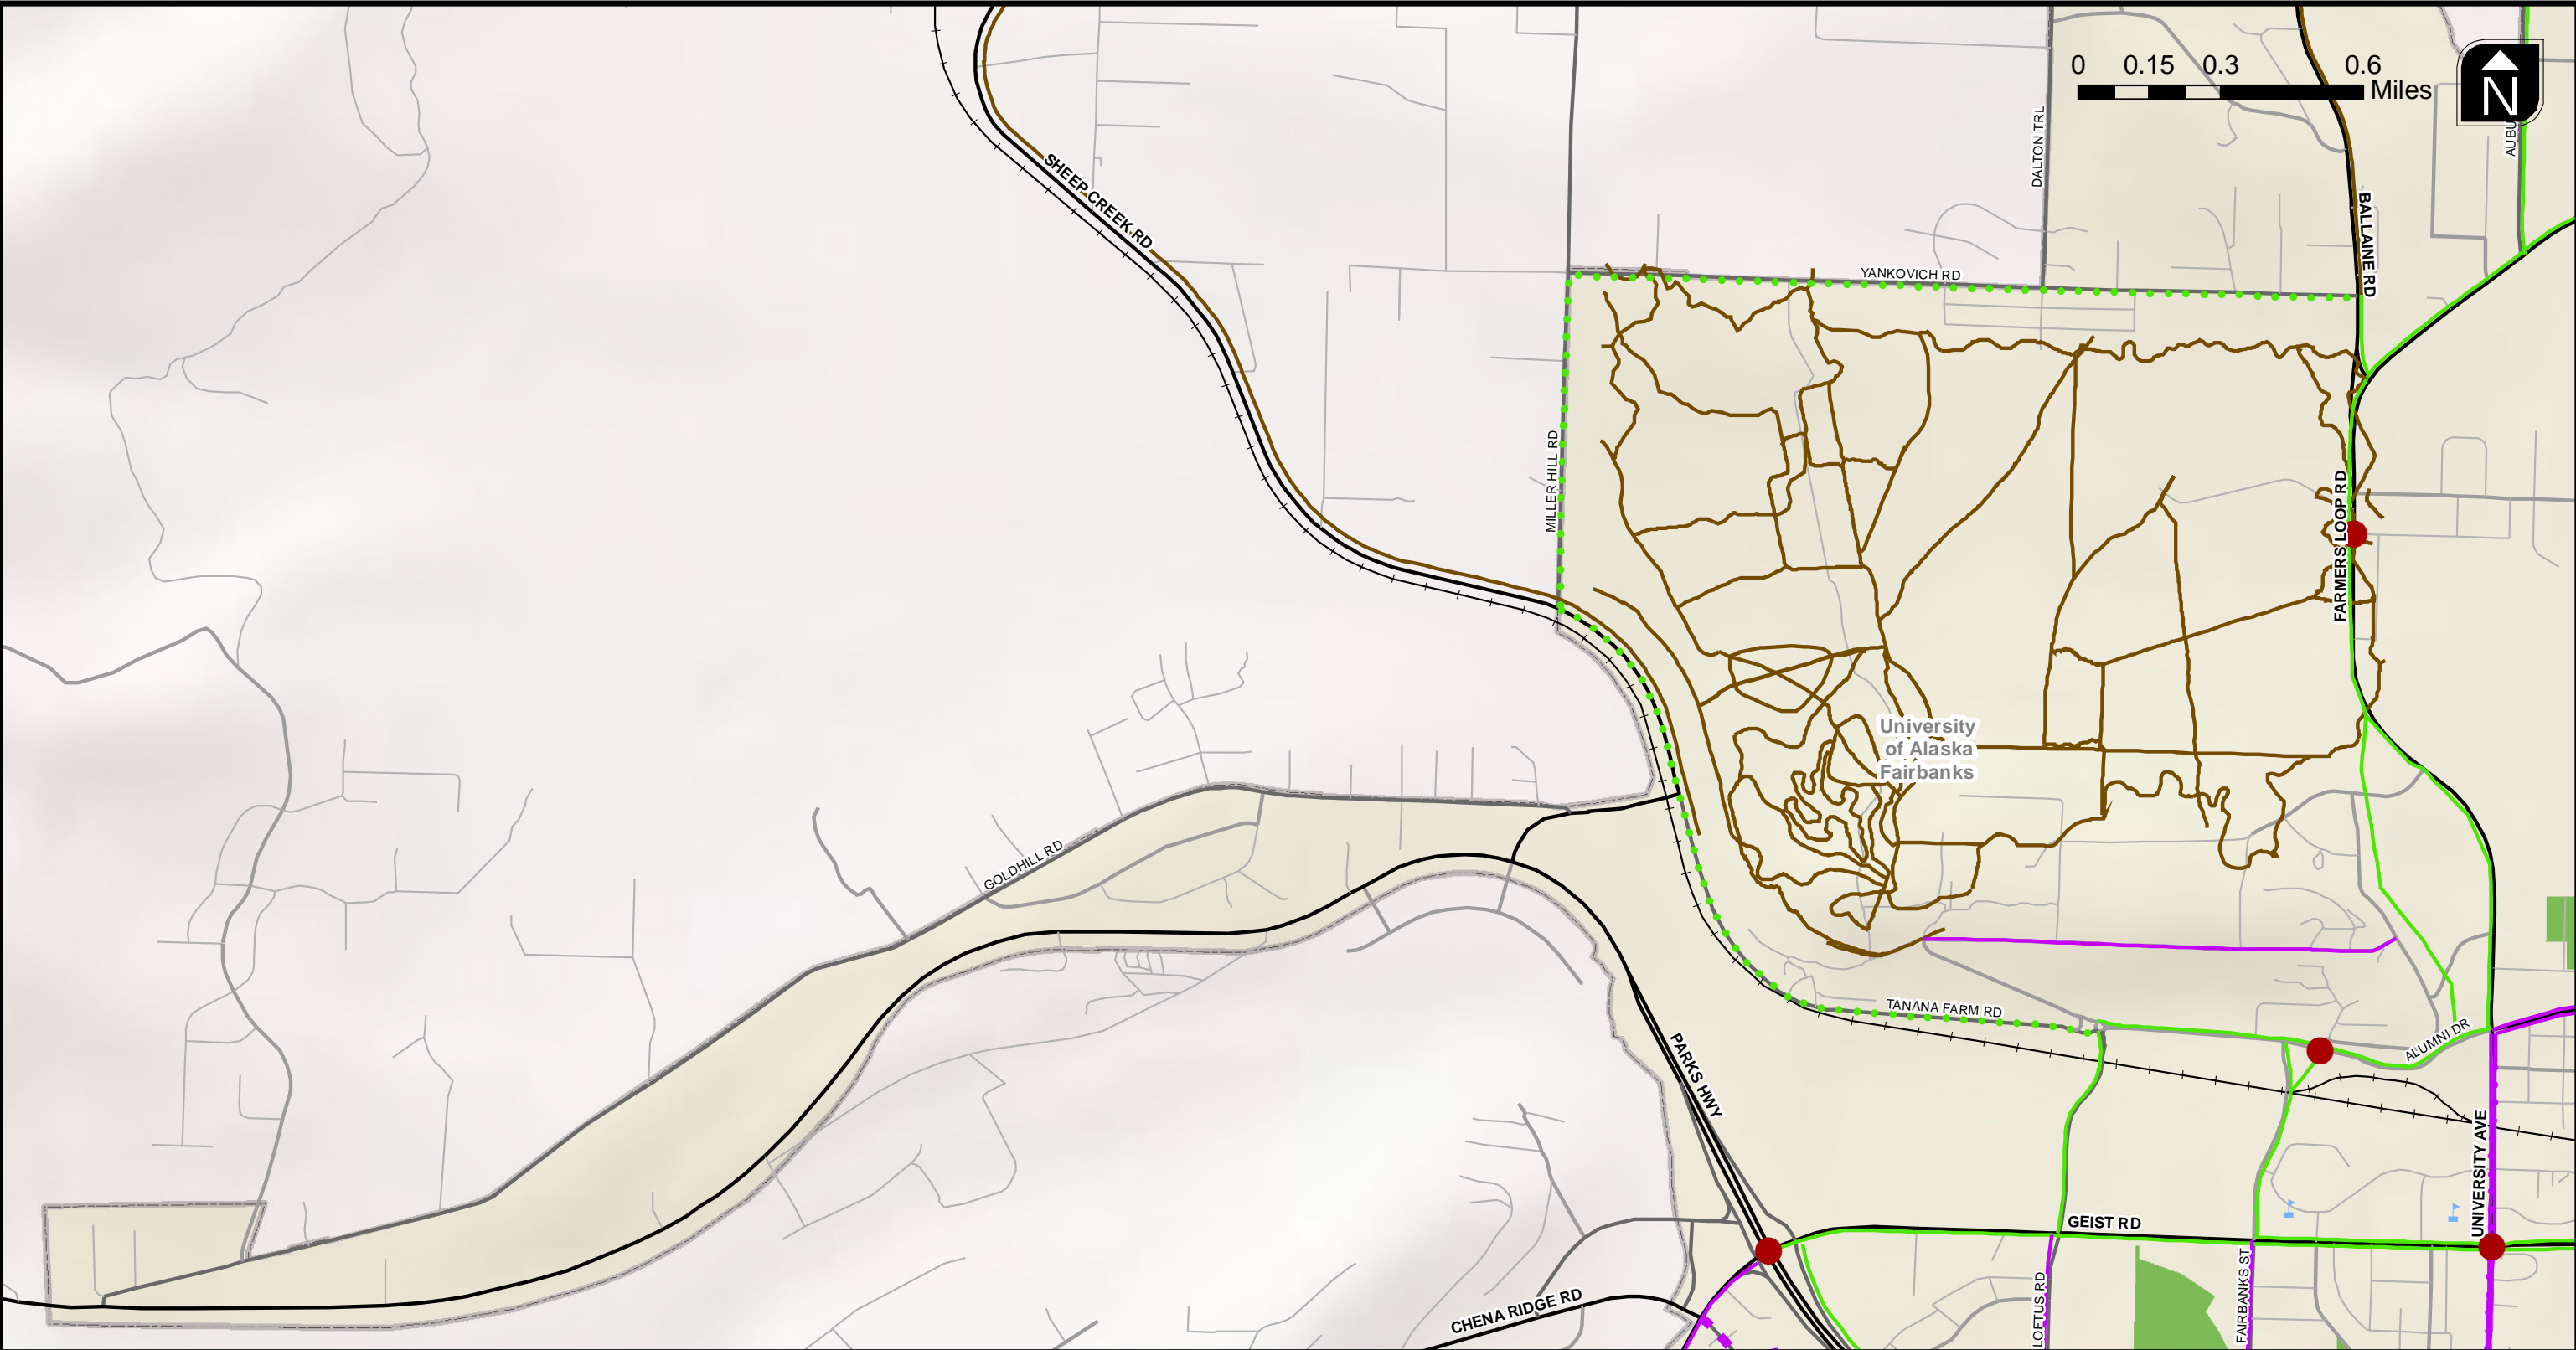 0 0.15 0.3 0.6
Miles
N
DALTON TRL
SHEEP CREEK RD
BALLAINE RD
YANKOVICH RD
MILLER HILL RD
FARMERS LOOP RD
University
of Alaska
Fairbanks
GOLDHILL RD
TANANA FARM RD
ALUMNI DR
PARKS HWY
UNIVERSITY AVE
GEIST RD
CHENA RIDGE RD
LOFTUS RD
FAIRBANKS ST